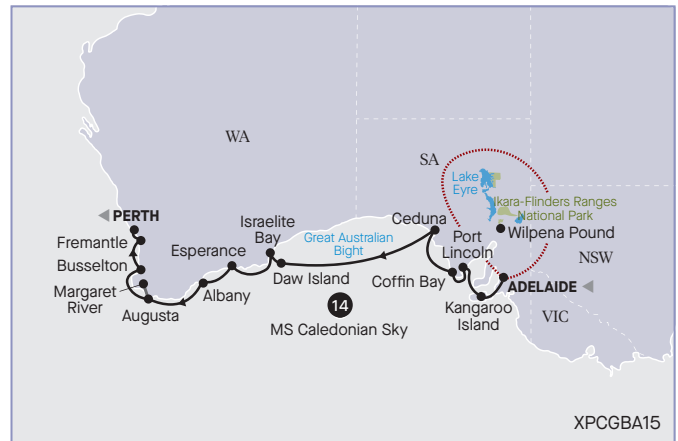 WA
SA
Lake
Eyre
Ikara-Flinders Ranges
National Park
Wilpena Pound
NSW
PERTH
Fremantle
Busselton
Margaret
River
Augusta
Albany
Esperance
Israelite
Bay
Daw Island
Great Australian
Bight
Ceduna
Port
Lincoln
Coffin Bay
Kangaroo
Island
ADELAIDE
VIC
14
MS Caledonian Sky
XPCGBA15